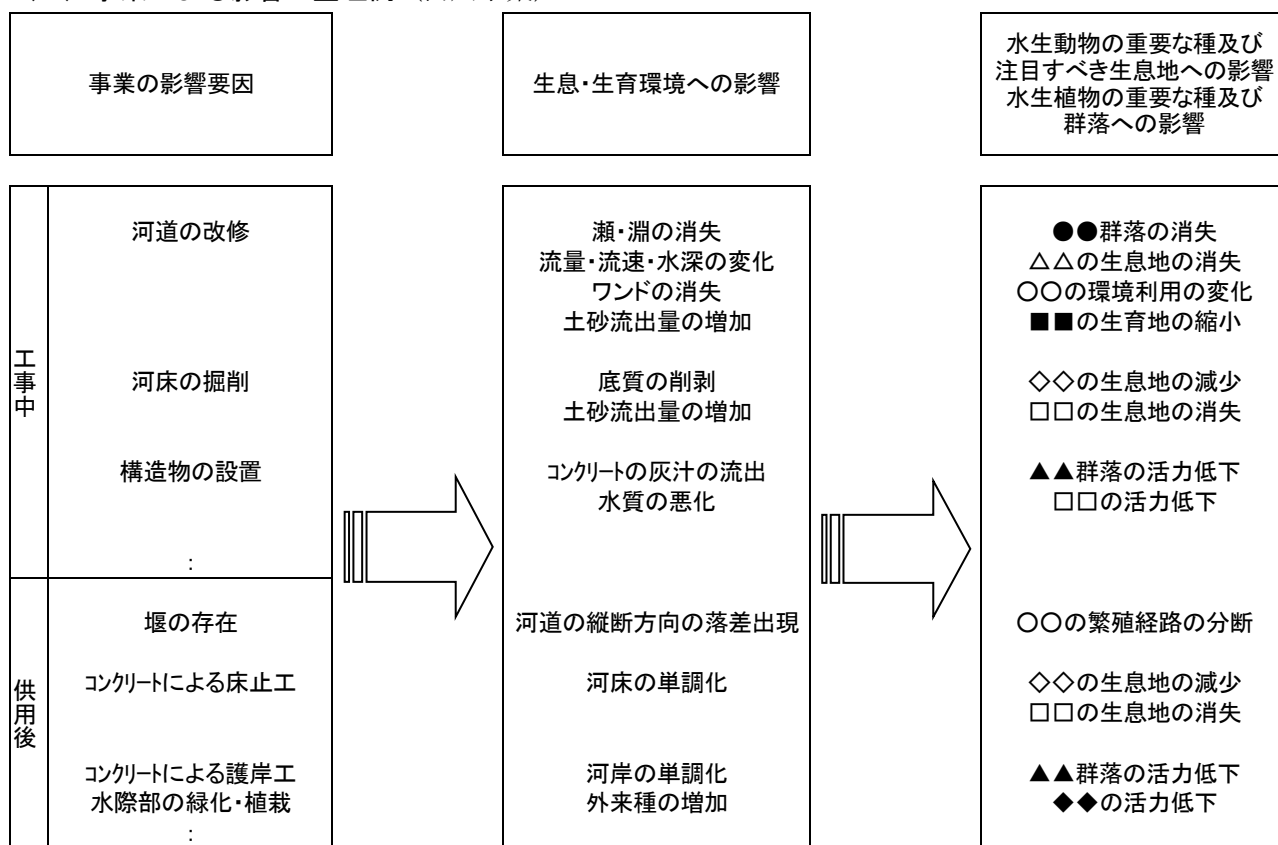 事業の影響要因
生息・生育環境への影響
水生動物の重要な種及び
注目すべき生息地への影響
水生植物の重要な種及び
群落への影響
工事中
河道の改修
瀬・淵の消失
流量・流速・水深の変化
ワンドの消失
土砂流出量の増加
●●群落の消失
△△の生息地の消失
〇〇の環境利用の変化
■■の生育地の縮小
河床の掘削
底質の削剥
土砂流出量の増加
◇◇の生息地の減少
□□の生息地の消失
構造物の設置
コンクリートの灰汁の流出
水質の悪化
▲▲群落の活力低下
□□の活力低下
:
供用後
堰の存在
河道の縦断方向の落差出現
〇〇の繁殖経路の分断
コンクリートによる床止工
河床の単調化
◇◇の生息地の減少
□□の生息地の消失
コンクリートによる護岸工
水際部の緑化・植栽
:
河岸の単調化
外来種の増加
▲▲群落の活力低下
◆◆の活力低下